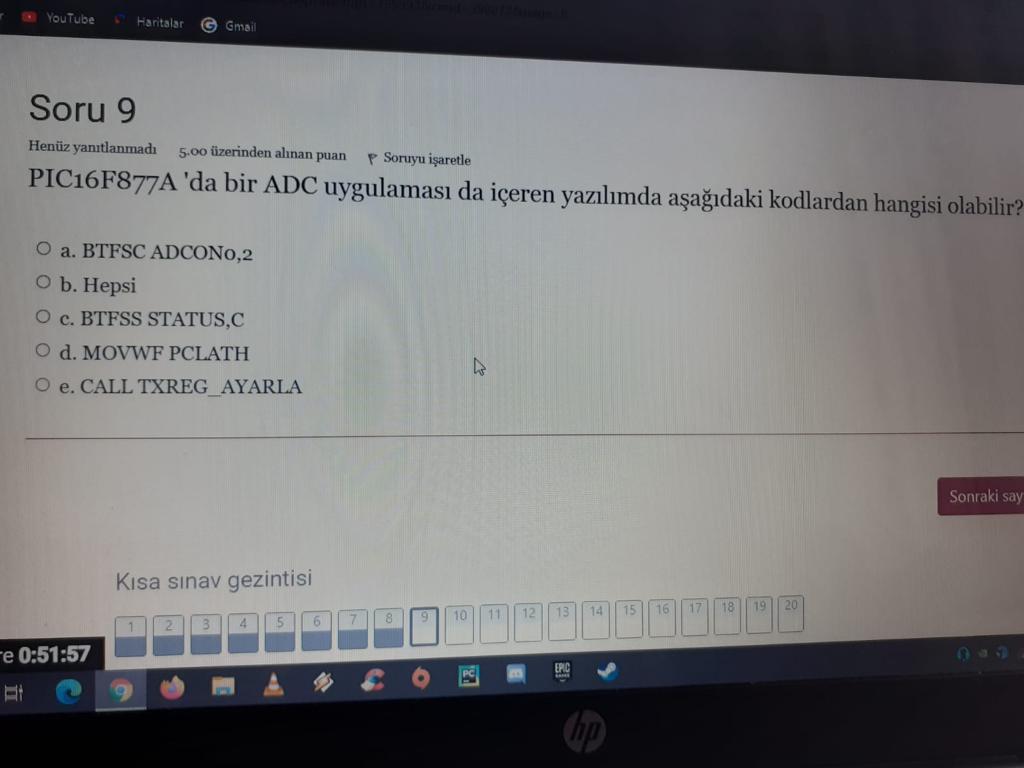 YouTube
Haritalar
Gmail
Soru 9
Henüz yanıtlanmadı 5.00 üzerinden alınan puan Soruyu işaretle
PIC16F877A 'da bir ADC uygulaması da içeren yazılımda aşağıdaki kodlardan hangisi olabilir?
a. BTFSC ADCON0,2
b. Hepsi
c. BTFSS STATUS,C
d. MOVWF PCLATH
e. CALL TXREG_AYARLA
Sonraki say
Kısa sınav gezintisi
1 2 3 4 5 6 7 8 9 10 11 12 13 14 15 16 17 18 19 20
re 0:51:57
PC
EPIC
GAMES
hp